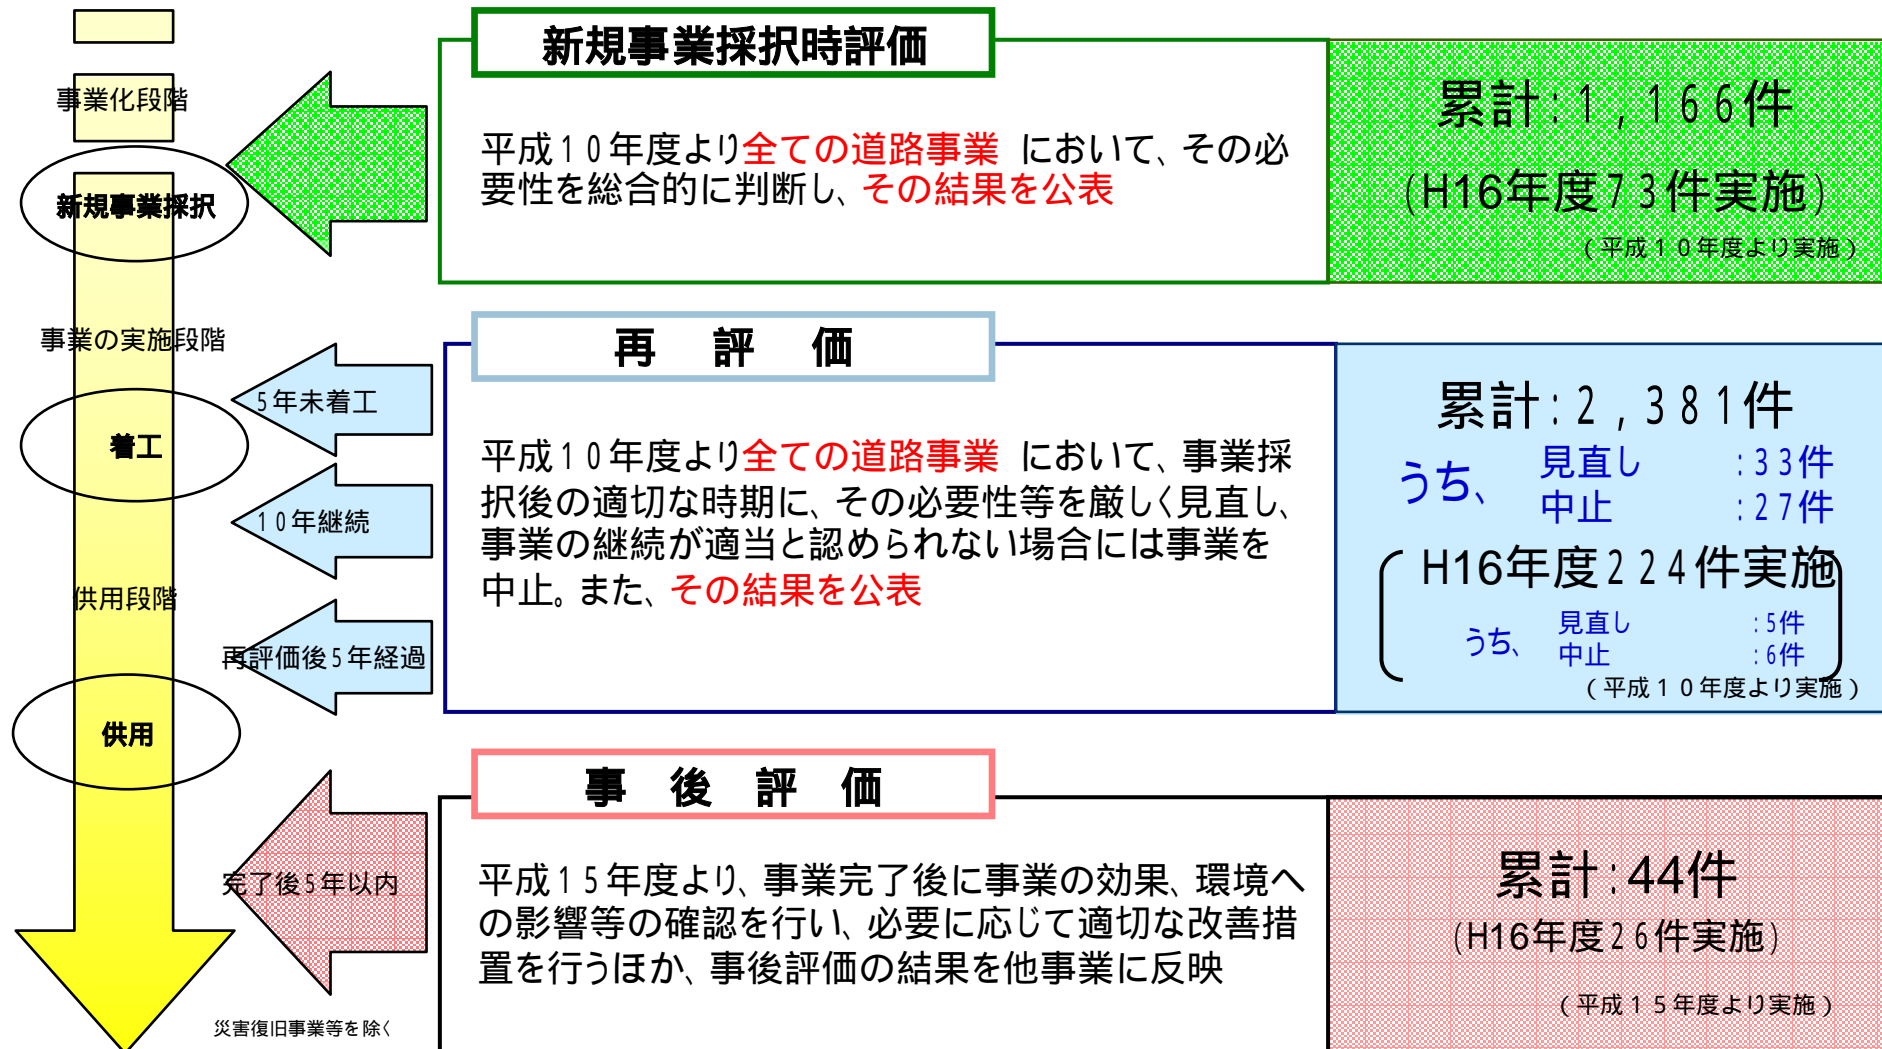 事業化段階
新規事業採択
事業の実施段階
着工
供用段階
供用
新規事業採択時評価
平成10年度より全ての道路事業 において、その必
要性を総合的に判断し、その結果を公表
累計:1,166件
(H16年度73件実施)
(平成10年度より実施)
再 評 価
5年未着工
10年継続
再評価後5年経過
平成10年度より全ての道路事業 において、事業採
択後の適切な時期に、その必要性等を厳しく見直し、
事業の継続が適当と認められない場合には事業を
中止。また、その結果を公表
累計:2,381件
うち、 見直し :33件
中止 :27件
H16年度224件実施
うち、 見直し :5件
中止 :6件
(平成10年度より実施)
事 後 評 価
完了後5年以内
平成15年度より、事業完了後に事業の効果、環境へ
の影響等の確認を行い、必要に応じて適切な改善措
置を行うほか、事後評価の結果を他事業に反映
累計:44件
(H16年度26件実施)
(平成15年度より実施)
災害復旧事業等を除く